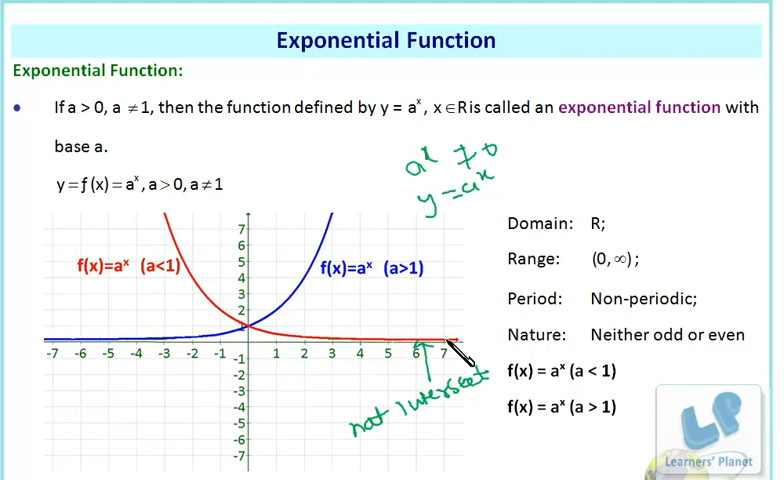 Exponential Function
Exponential Function:
• If a > 0, a ≠ 1, then the function defined by y = aˣ, x ∈ R is called an exponential function with
base a.
y = f (x) = aˣ, a > 0, a ≠ 1
aˣ ≠ 0
y = aˣ
f(x)=aˣ (a<1)
f(x)=aˣ (a>1)
7
6
5
4
3
2
1
-7 -6 -5 -4 -3 -2 -1 1 2 3 4 5 6 7
-1
-2
-3
-4
-5
-6
-7
not intersect
Domain: R;
Range: (0, ∞) ;
Period: Non-periodic;
Nature: Neither odd or even
f(x) = aˣ (a < 1)
f(x) = aˣ (a > 1)
LP
Learners' Planet